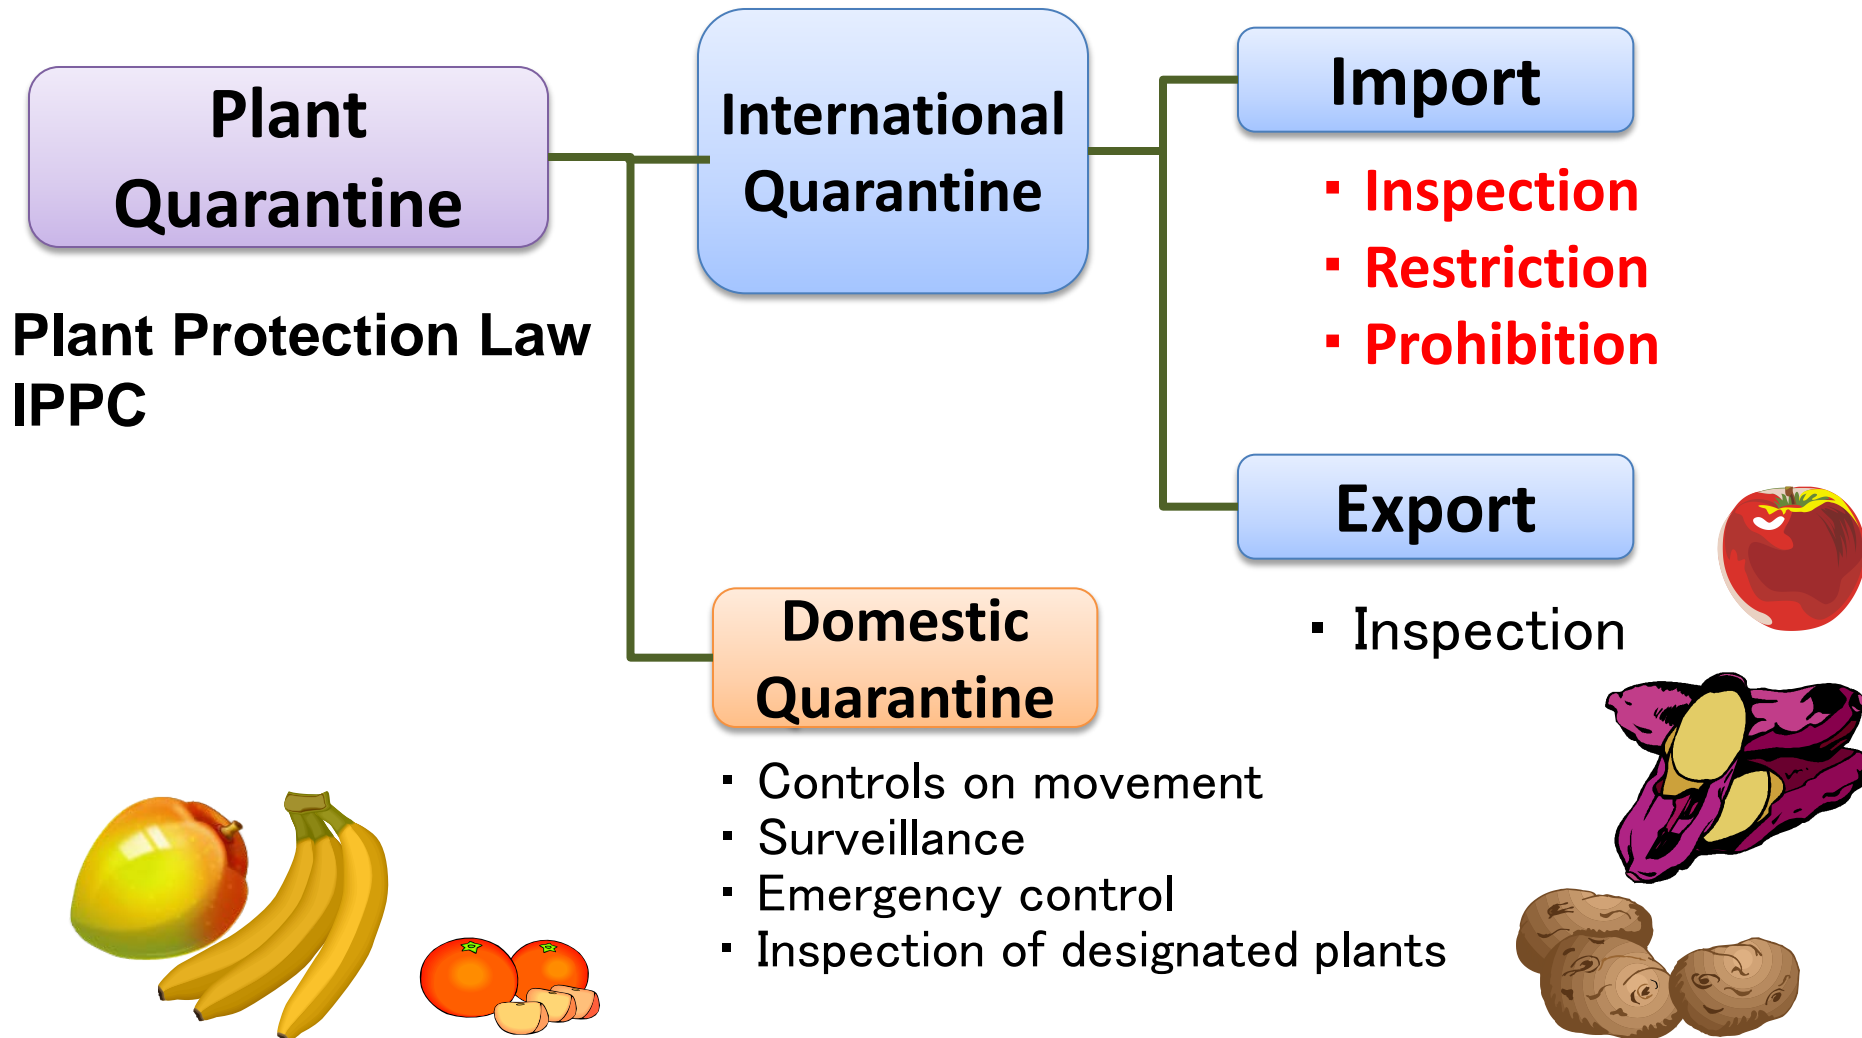 Plant
Quarantine
Plant Protection Law
IPPC
International
Quarantine
Import
・Inspection
・Restriction
・Prohibition
Export
・Inspection
Domestic
Quarantine
・Controls on movement
・Surveillance
・Emergency control
・Inspection of designated plants